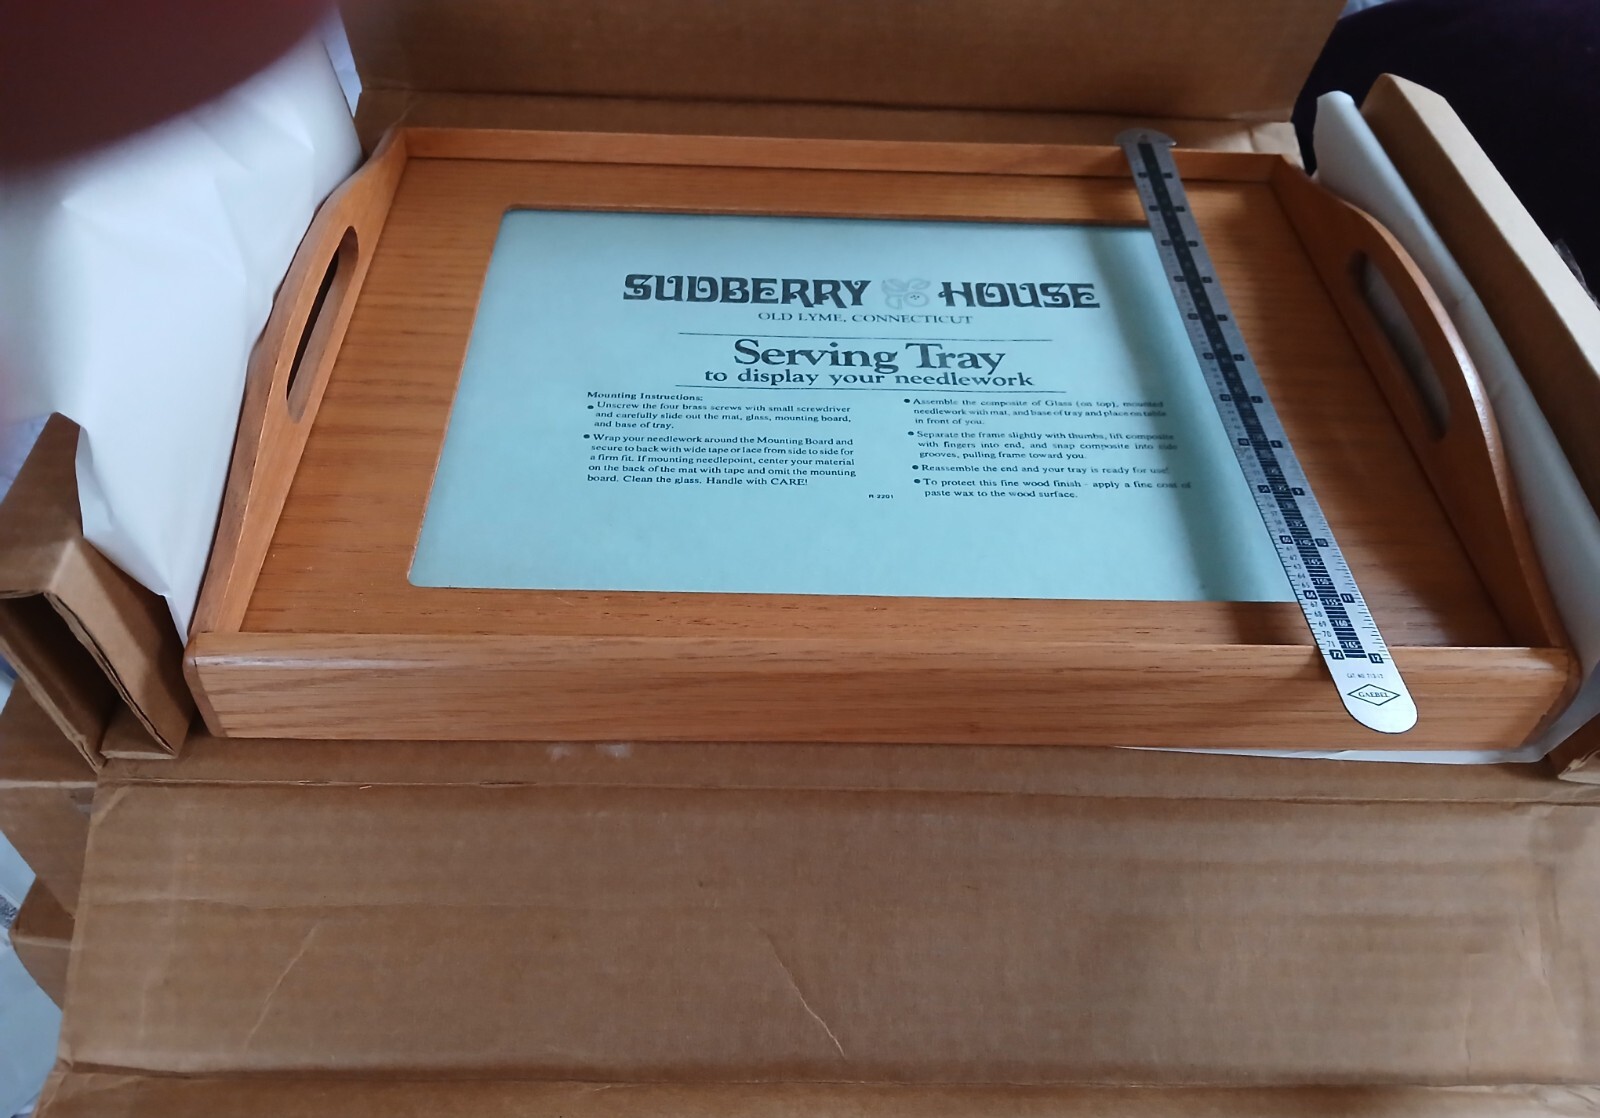 SUDBERRY HOUSE
OLD LYME, CONNECTICUT
Serving Tray
to display your needlework
Mounting Instructions:
• Unscrew the four brass screws with small screwdriver
and carefully slide out the mat, glass, mounting board,
and base of tray.
• Wrap your needlework around the Mounting Board and
secure to back with wide tape or lace from side to side for
a firm fit. If mounting needlepoint, center your material
on the back of the mat with tape and omit the mounting
board. Clean the glass. Handle with CARE!
R-2201
• Assemble the composite of Glass (on top), mounted
needlework with mat, and base of tray and place on table
in front of you.
• Separate the frame slightly with thumbs, lift composite
with fingers into end, and snap composite into side
grooves, pulling frame toward you.
• Reassemble the end and your tray is ready for use!
• To protect this fine wood finish - apply a fine coat of
paste wax to the wood surface.
GAEBEL